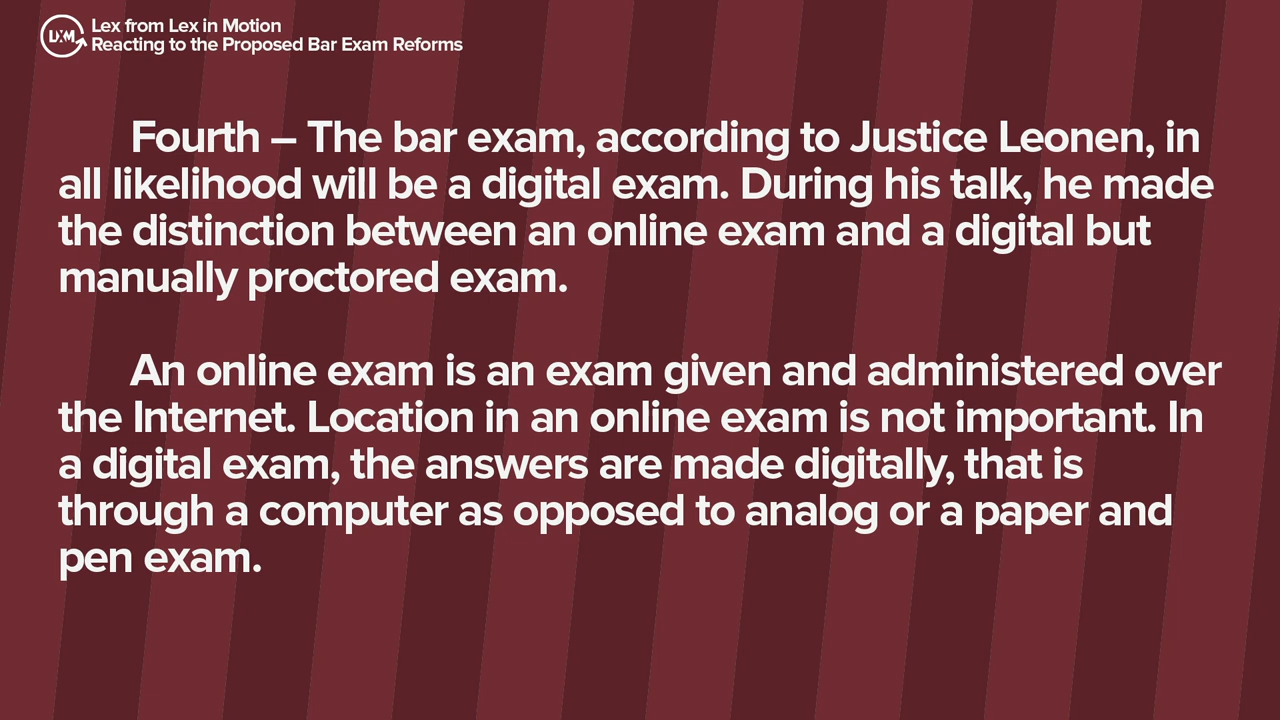 LXM
Lex from Lex in Motion
Reacting to the Proposed Bar Exam Reforms
Fourth – The bar exam, according to Justice Leonen, in
all likelihood will be a digital exam. During his talk, he made
the distinction between an online exam and a digital but
manually proctored exam.
An online exam is an exam given and administered over
the Internet. Location in an online exam is not important. In
a digital exam, the answers are made digitally, that is
through a computer as opposed to analog or a paper and
pen exam.